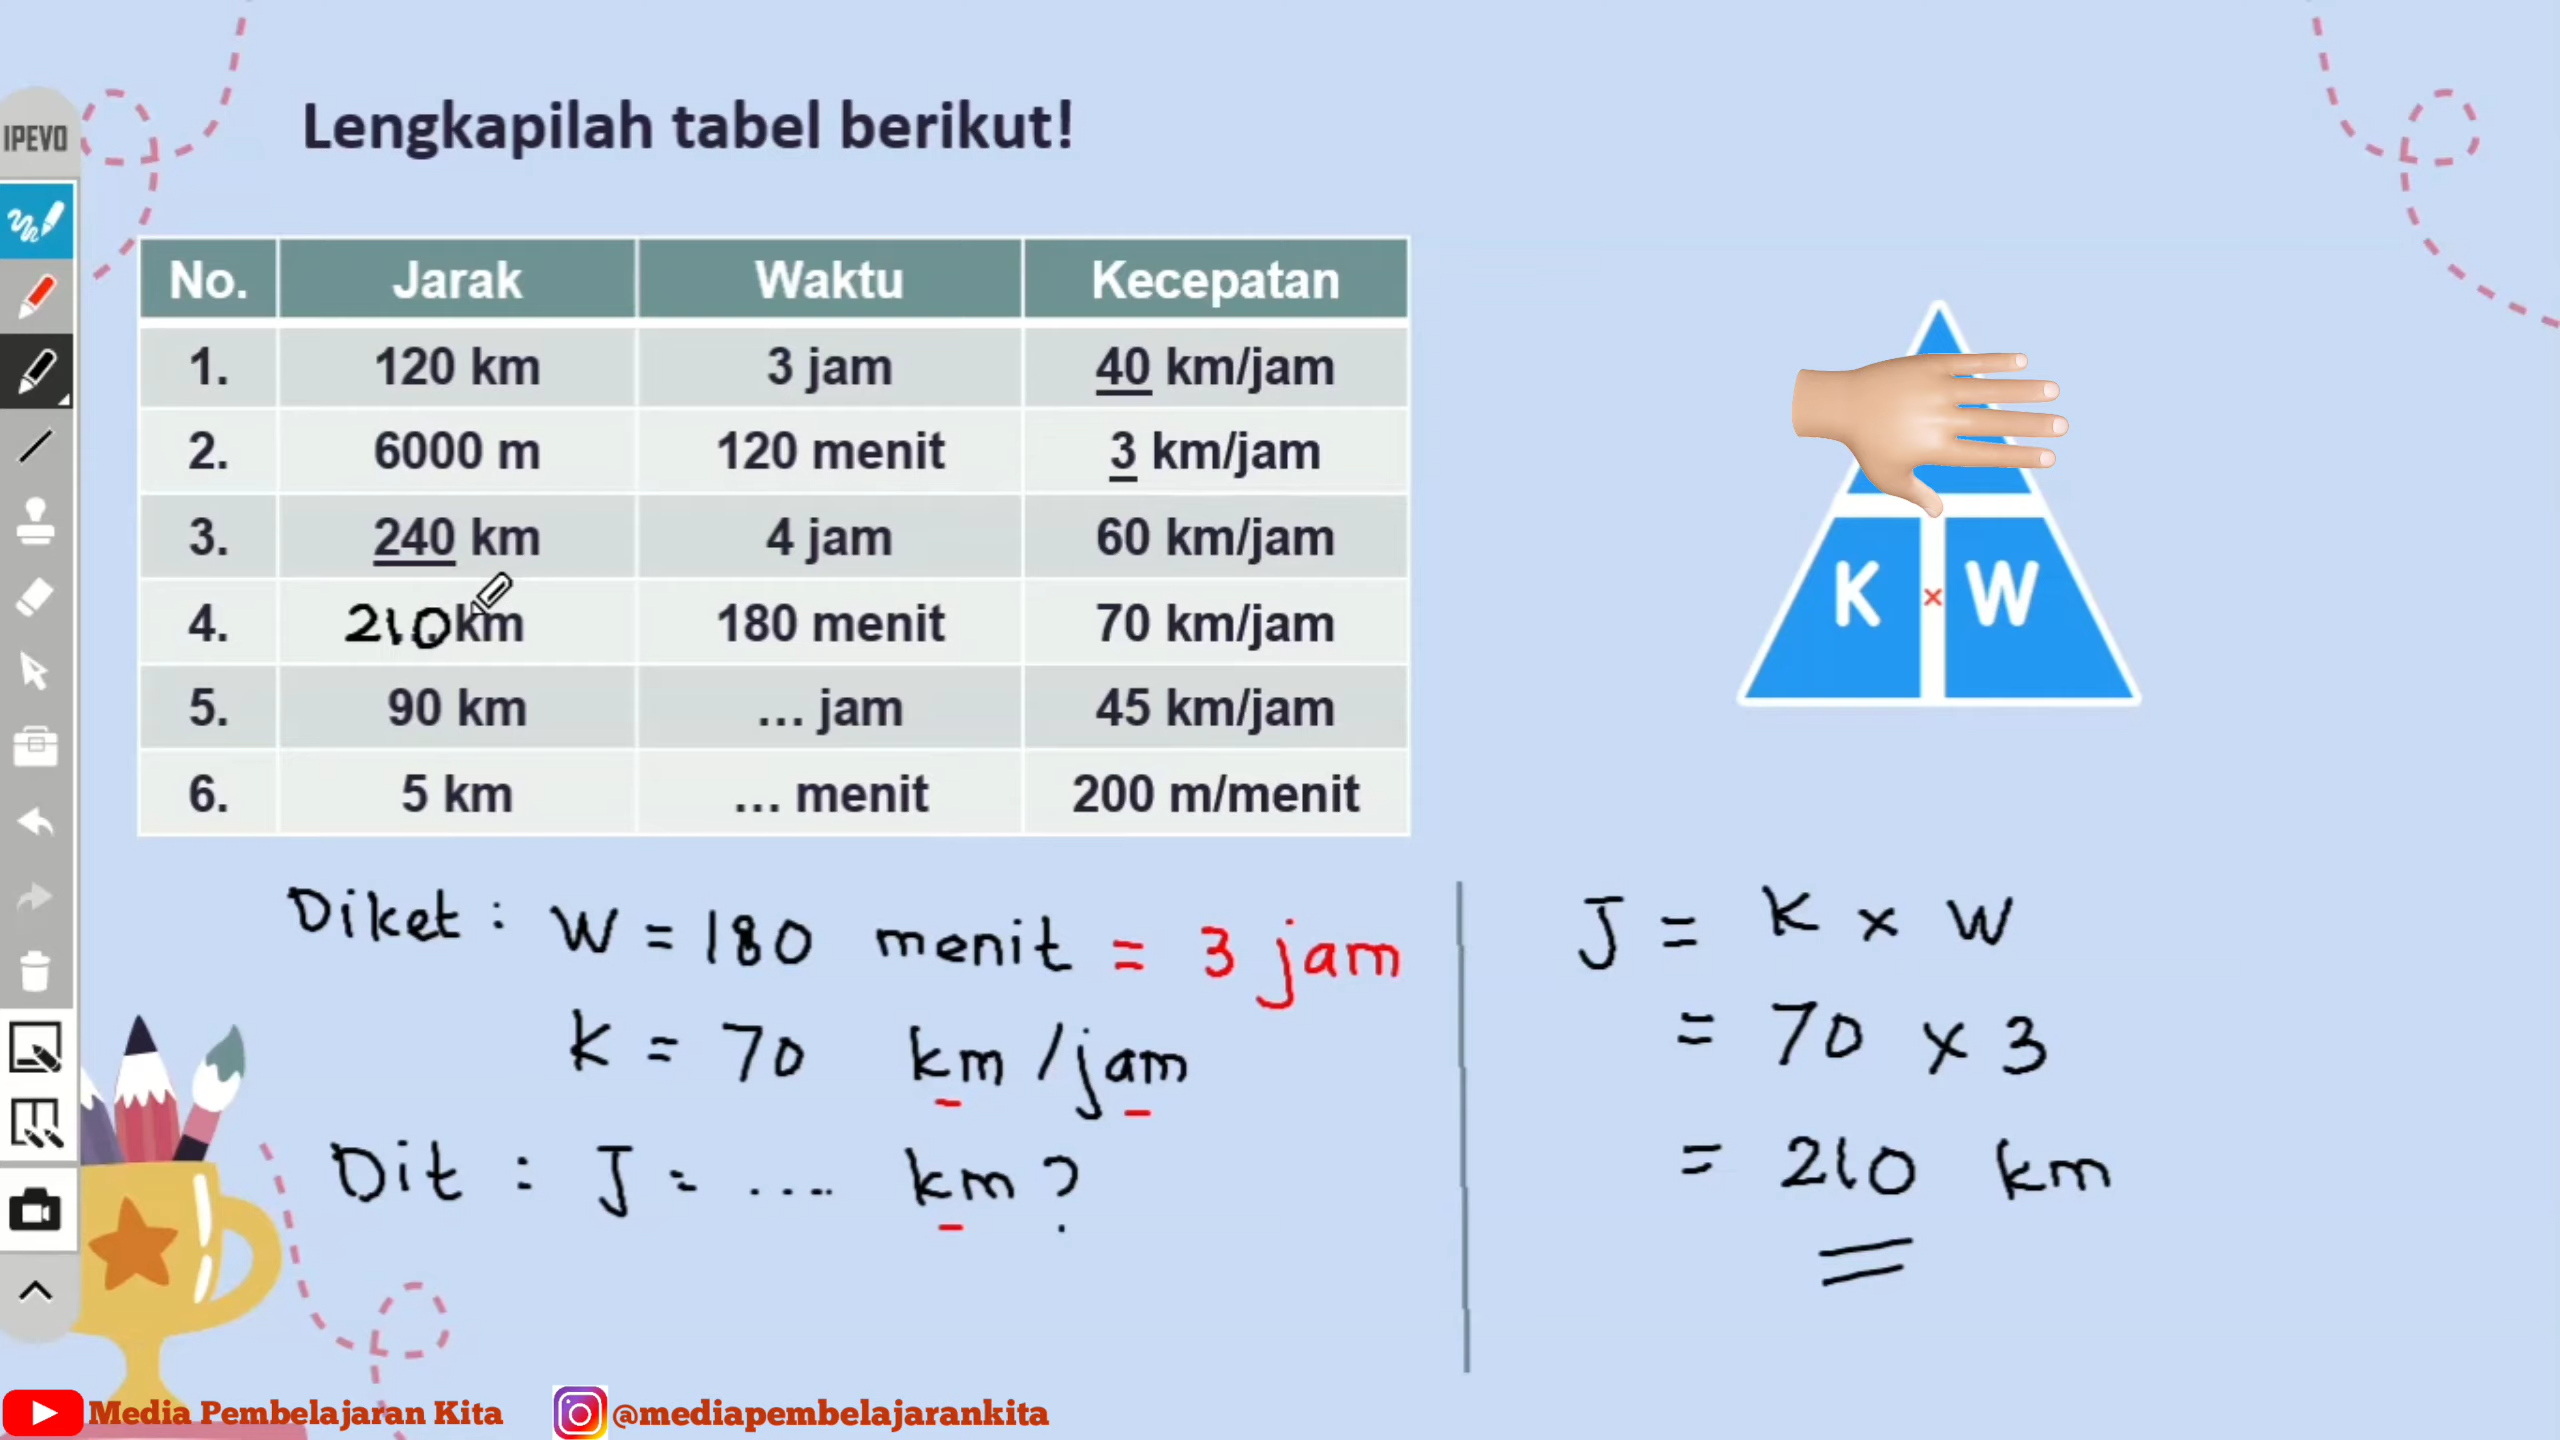 IPEVO
Lengkapilah tabel berikut!
No. Jarak Waktu Kecepatan
1. 120 km 3 jam 40 km/jam
2. 6000 m 120 menit 3 km/jam
3. 240 km 4 jam 60 km/jam
4. 210 km 180 menit 70 km/jam
5. 90 km ... jam 45 km/jam
6. 5 km ... menit 200 m/menit
K × W
Diket : W = 180 menit = 3 jam
K = 70 km/jam
Dit : J = .... km?
J = K x W
= 70 x 3
= 210 km
Media Pembelajaran Kita
@mediapembelajarankita